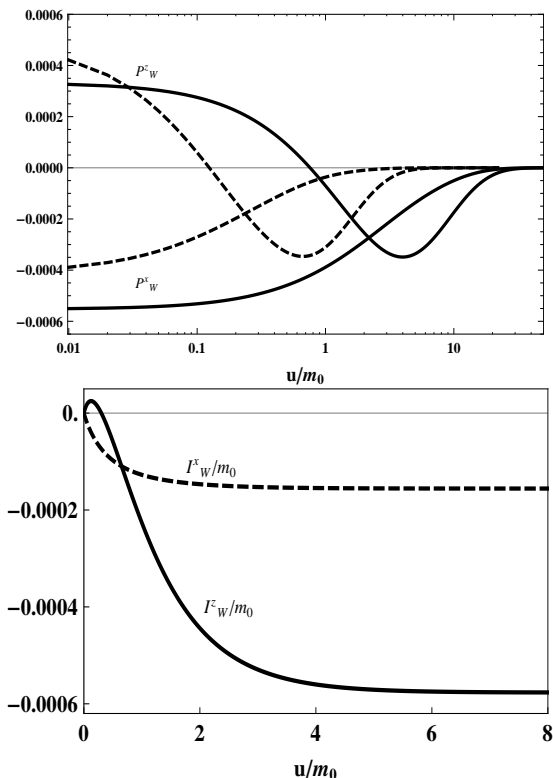 0.0006
0.0004
0.0002
0.0000
-0.0002
-0.0004
-0.0006
P^z_W
P^x_W
0.01 0.1 1 10
u/m_0
0.
-0.0002
-0.0004
-0.0006
I^x_W/m_0
I^z_W/m_0
0 2 4 6 8
u/m_0